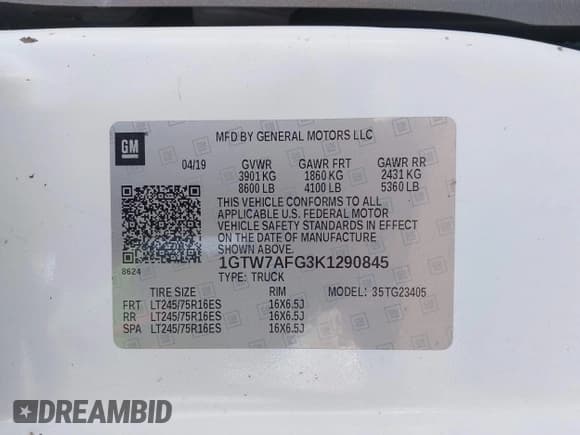 GM
MFD BY GENERAL MOTORS LLC
04/19 GVWR GAWR FRT GAWR RR
3901 KG 1860 KG 2431 KG
8600 LB 4100 LB 5360 LB
THIS VEHICLE CONFORMS TO ALL
APPLICABLE U.S. FEDERAL MOTOR
VEHICLE SAFETY STANDARDS IN EFFECT
ON THE DATE OF MANUFACTURE
SHOWN ABOVE.
8624
1GTW7AFG3K1290845
TYPE: TRUCK
TIRE SIZE RIM MODEL: 35TG23405
FRT LT245/75R16ES 16X6.5J
RR LT245/75R16ES 16X6.5J
SPA LT245/75R16ES 16X6.5J
DREAMBID